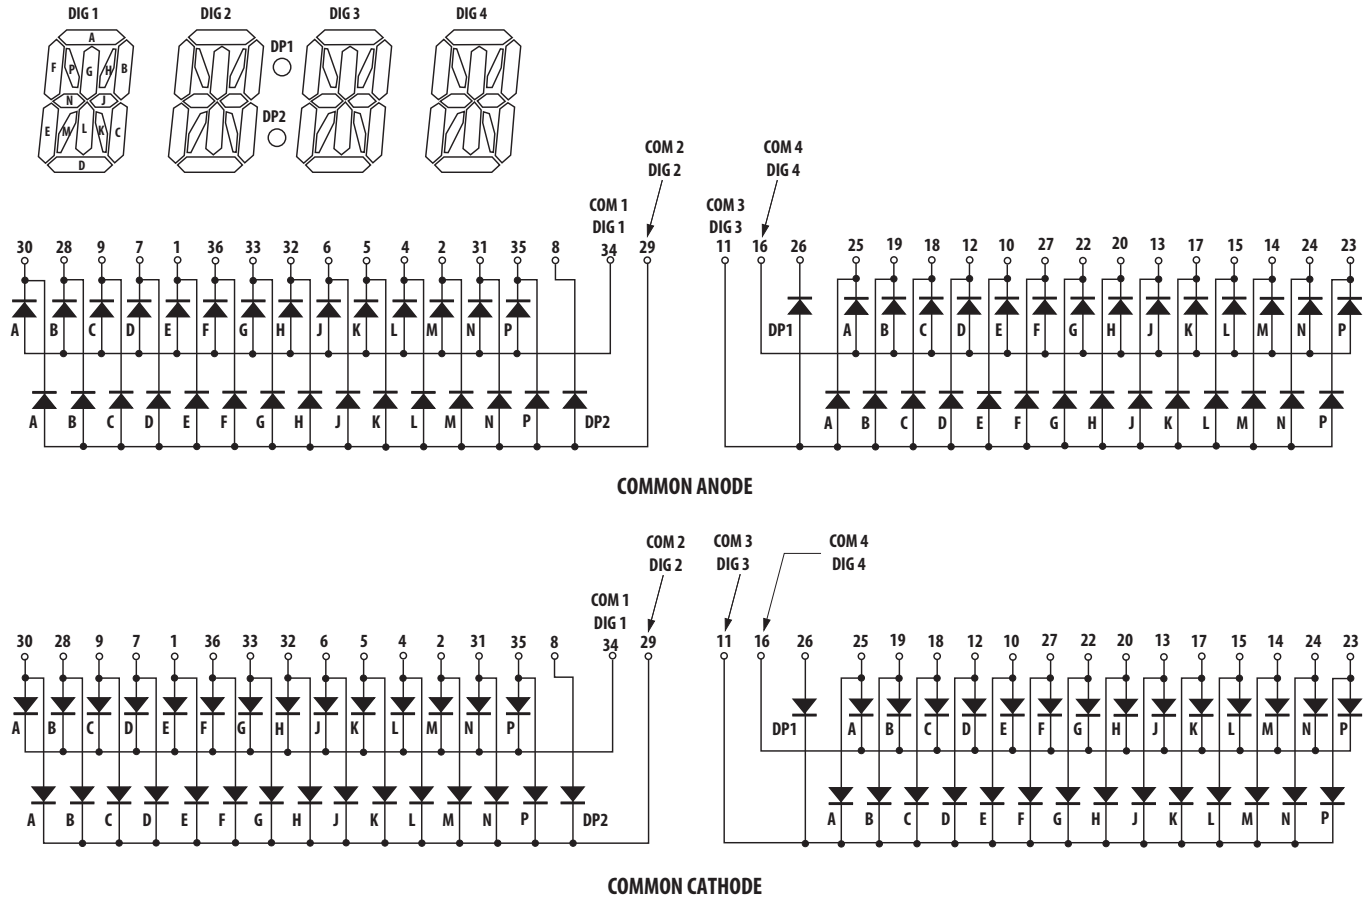 DIG 1 DIG 2 DIG 3 DIG 4
A
F P G H B
N J
E M L K C
D
DP1
DP2
COM 2
DIG 2
COM 4
DIG 4
COM 1
DIG 1
COM 3
DIG 3
30 28 9 7 1 36 33 32 6 5 4 2 31 35 8 34 29 11 16 26 25 19 18 12 10 27 22 20 13 17 15 14 24 23
A B C D E F G H J K L M N P DP1 A B C D E F G H J K L M N P
A B C D E F G H J K L M N P DP2 A B C D E F G H J K L M N P
COMMON ANODE
COM 2
DIG 2
COM 3
DIG 3
COM 4
DIG 4
COM 1
DIG 1
30 28 9 7 1 36 33 32 6 5 4 2 31 35 8 34 29 11 16 26 25 19 18 12 10 27 22 20 13 17 15 14 24 23
A B C D E F G H J K L M N P DP1 A B C D E F G H J K L M N P
A B C D E F G H J K L M N P DP2 A B C D E F G H J K L M N P
COMMON CATHODE